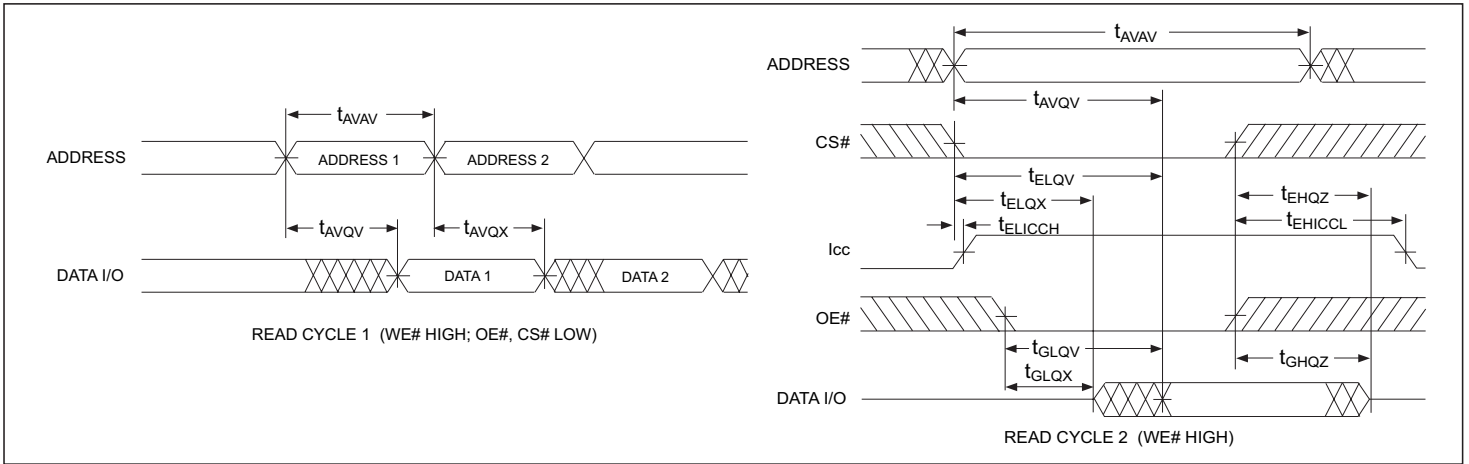 tAVAV
ADDRESS
ADDRESS 1
ADDRESS 2
tAVQV
tAVQX
DATA I/O
DATA 1
DATA 2
READ CYCLE 1 (WE# HIGH; OE#, CS# LOW)
tAVAV
ADDRESS
tAVQV
CS#
tELQV
tELQX
tEHQZ
tELICCH
tEHICCL
Icc
OE#
tGLQV
tGHQZ
tGLQX
DATA I/O
READ CYCLE 2 (WE# HIGH)